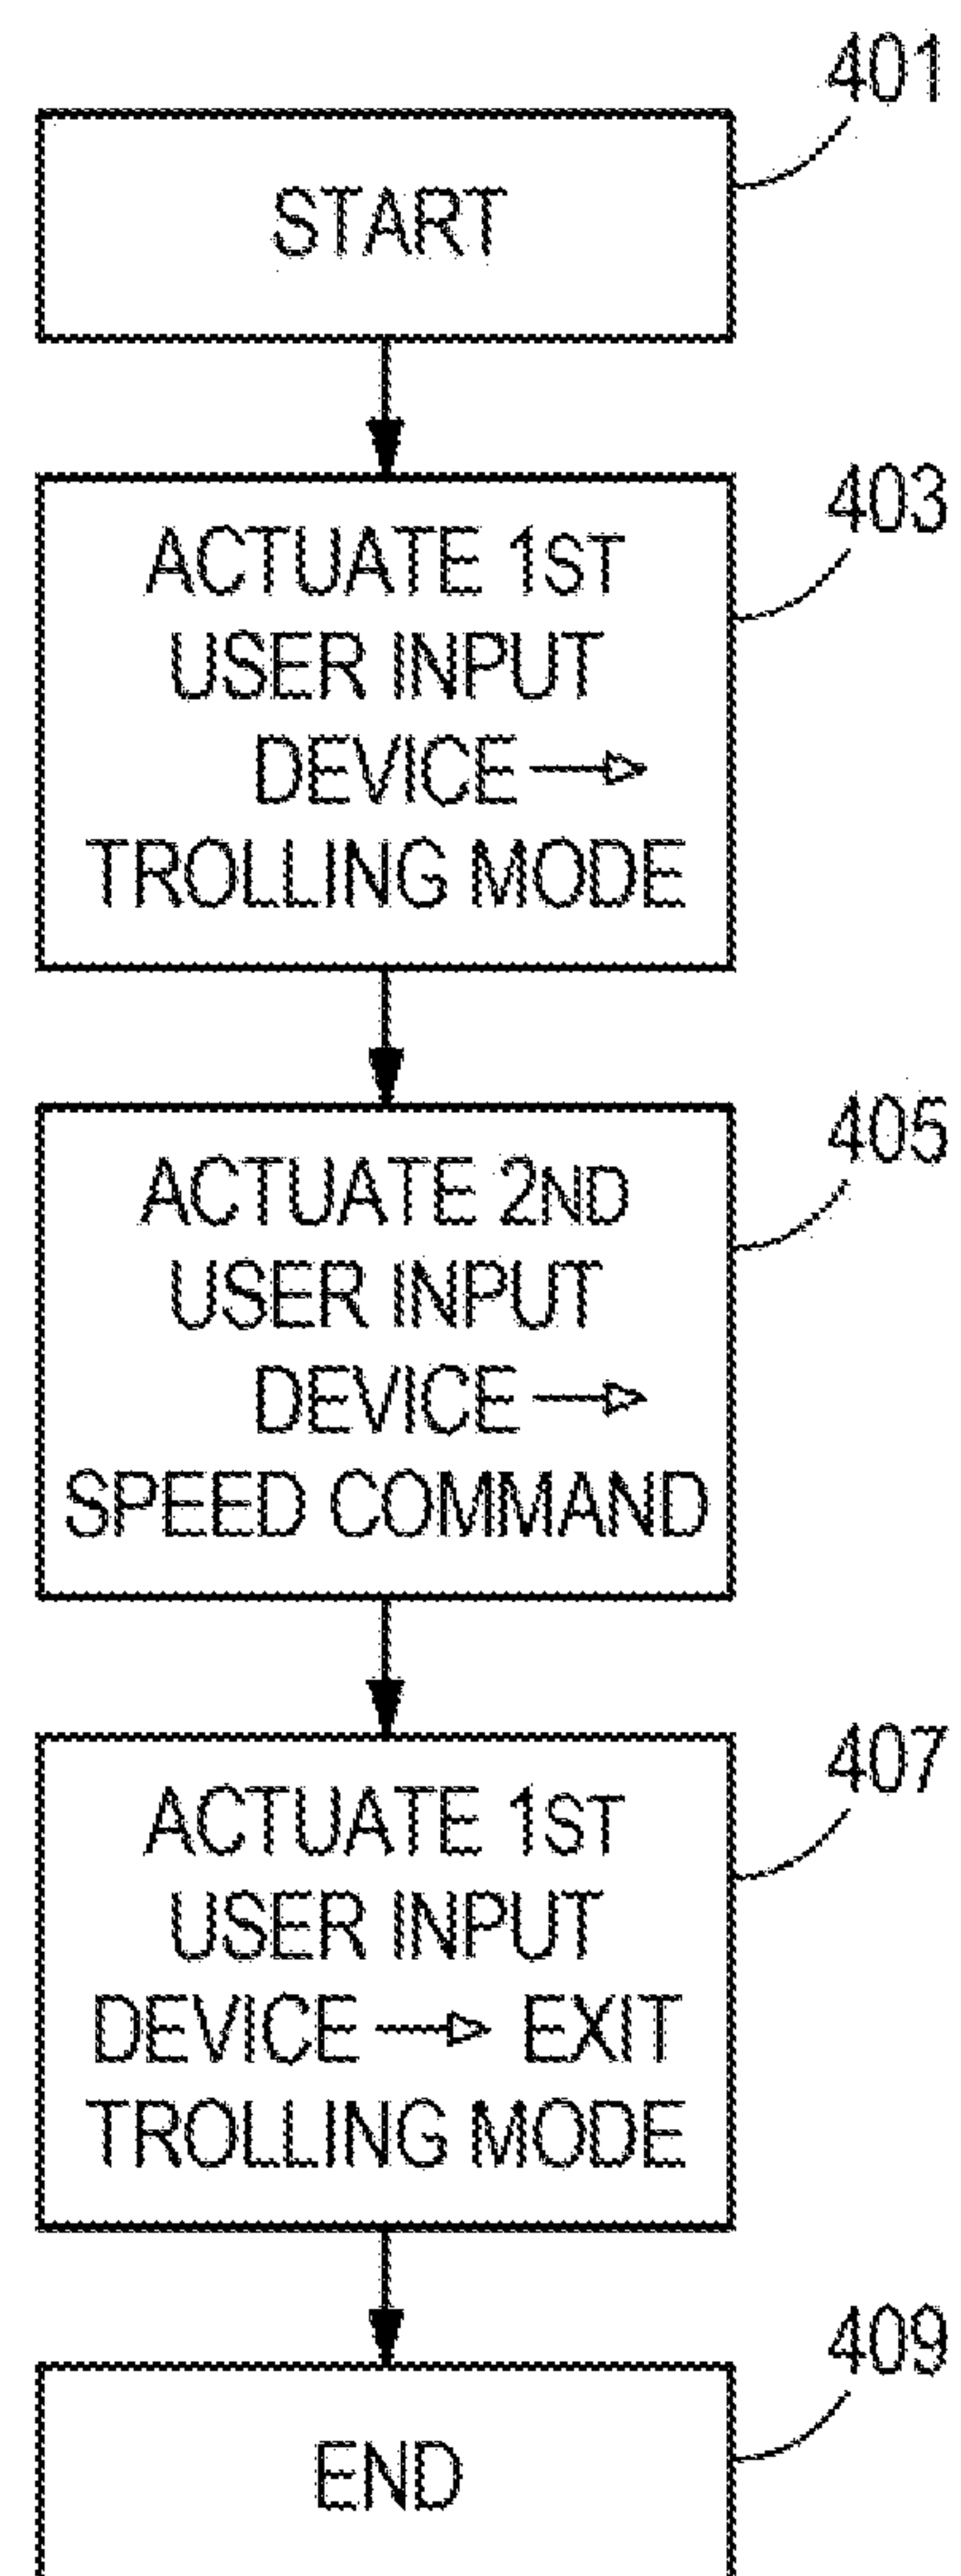 401
START
403
ACTUATE 1ST
USER INPUT
DEVICE →
TROLLING MODE
405
ACTUATE 2ND
USER INPUT
DEVICE →
SPEED COMMAND
407
ACTUATE 1ST
USER INPUT
DEVICE → EXIT
TROLLING MODE
409
END